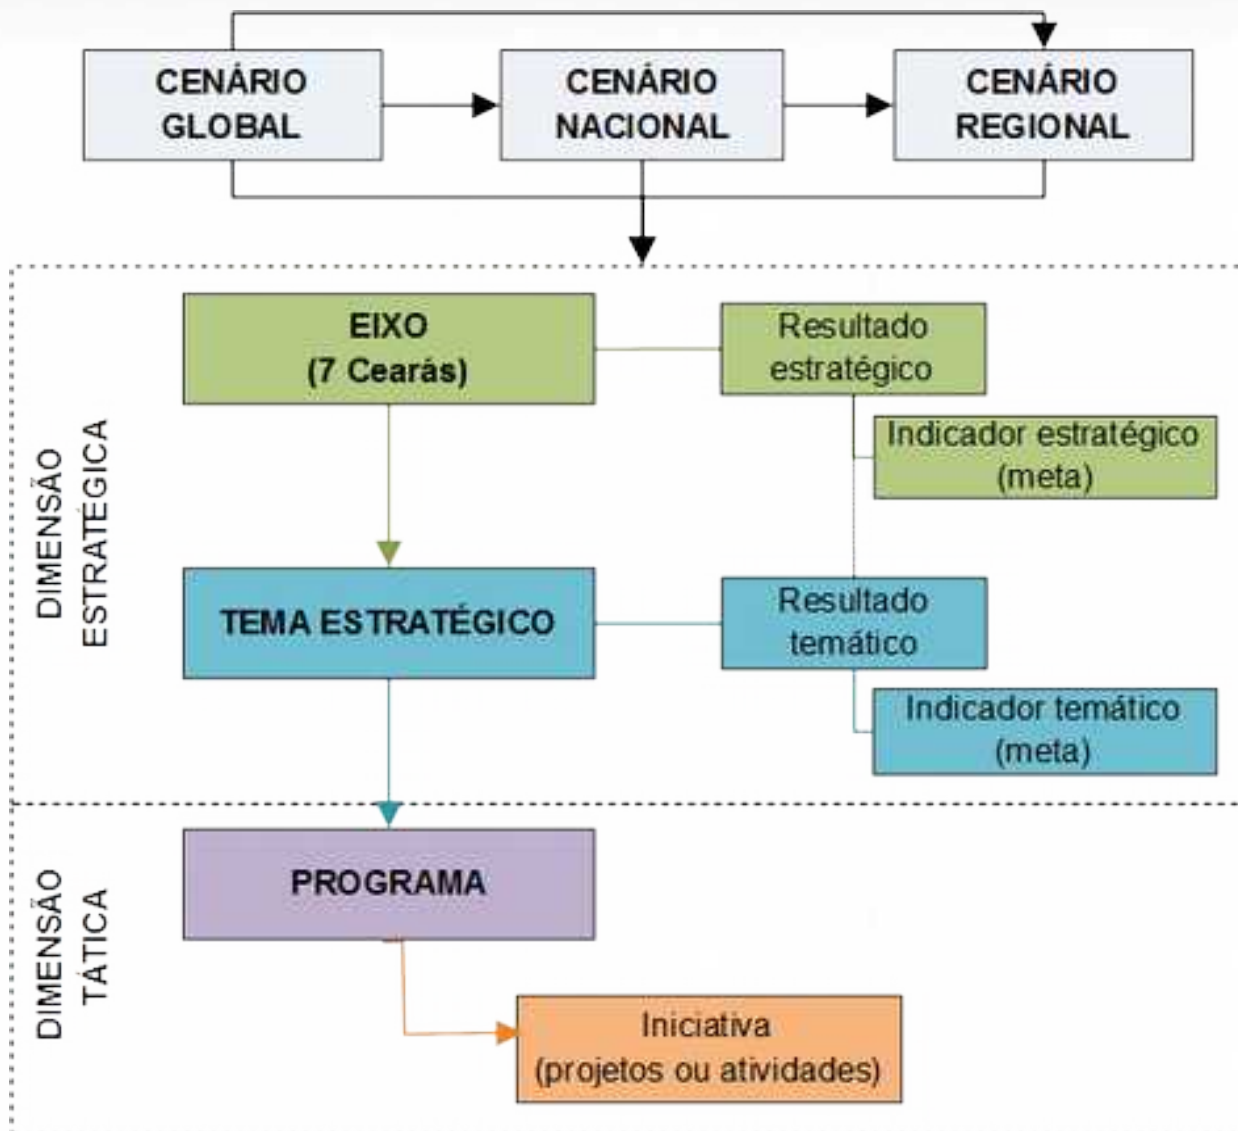 CENÁRIO
GLOBAL
CENÁRIO
NACIONAL
CENÁRIO
REGIONAL
DIMENSÃO
ESTRATÉGICA
EIXO
(7 Cearás)
Resultado
estratégico
Indicador estratégico
(meta)
TEMA ESTRATÉGICO
Resultado
temático
Indicador temático
(meta)
DIMENSÃO
TÁTICA
PROGRAMA
Iniciativa
(projetos ou atividades)